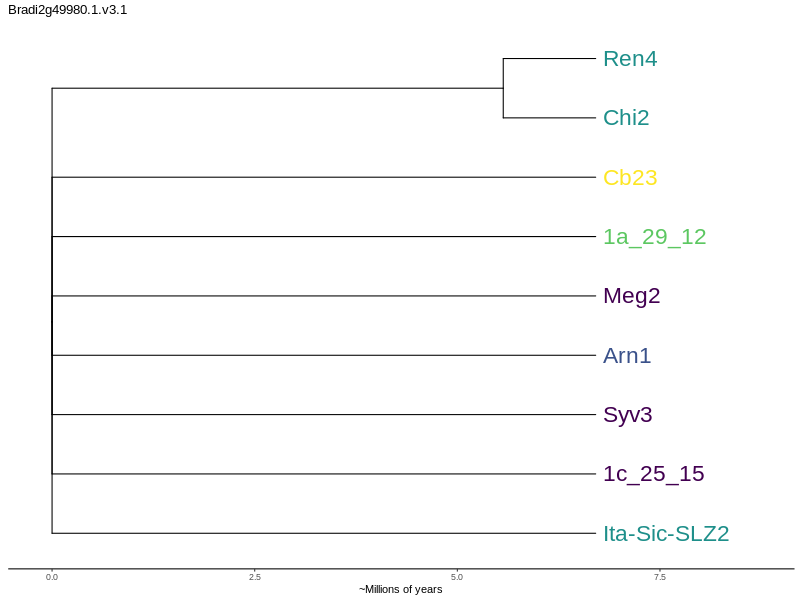 Bradi2g49980.1.v3.1
Ren4
Chi2
Cb23
1a_29_12
Meg2
Arn1
Syv3
1c_25_15
Ita-Sic-SLZ2
0.0 2.5 5.0 7.5
~Millions of years